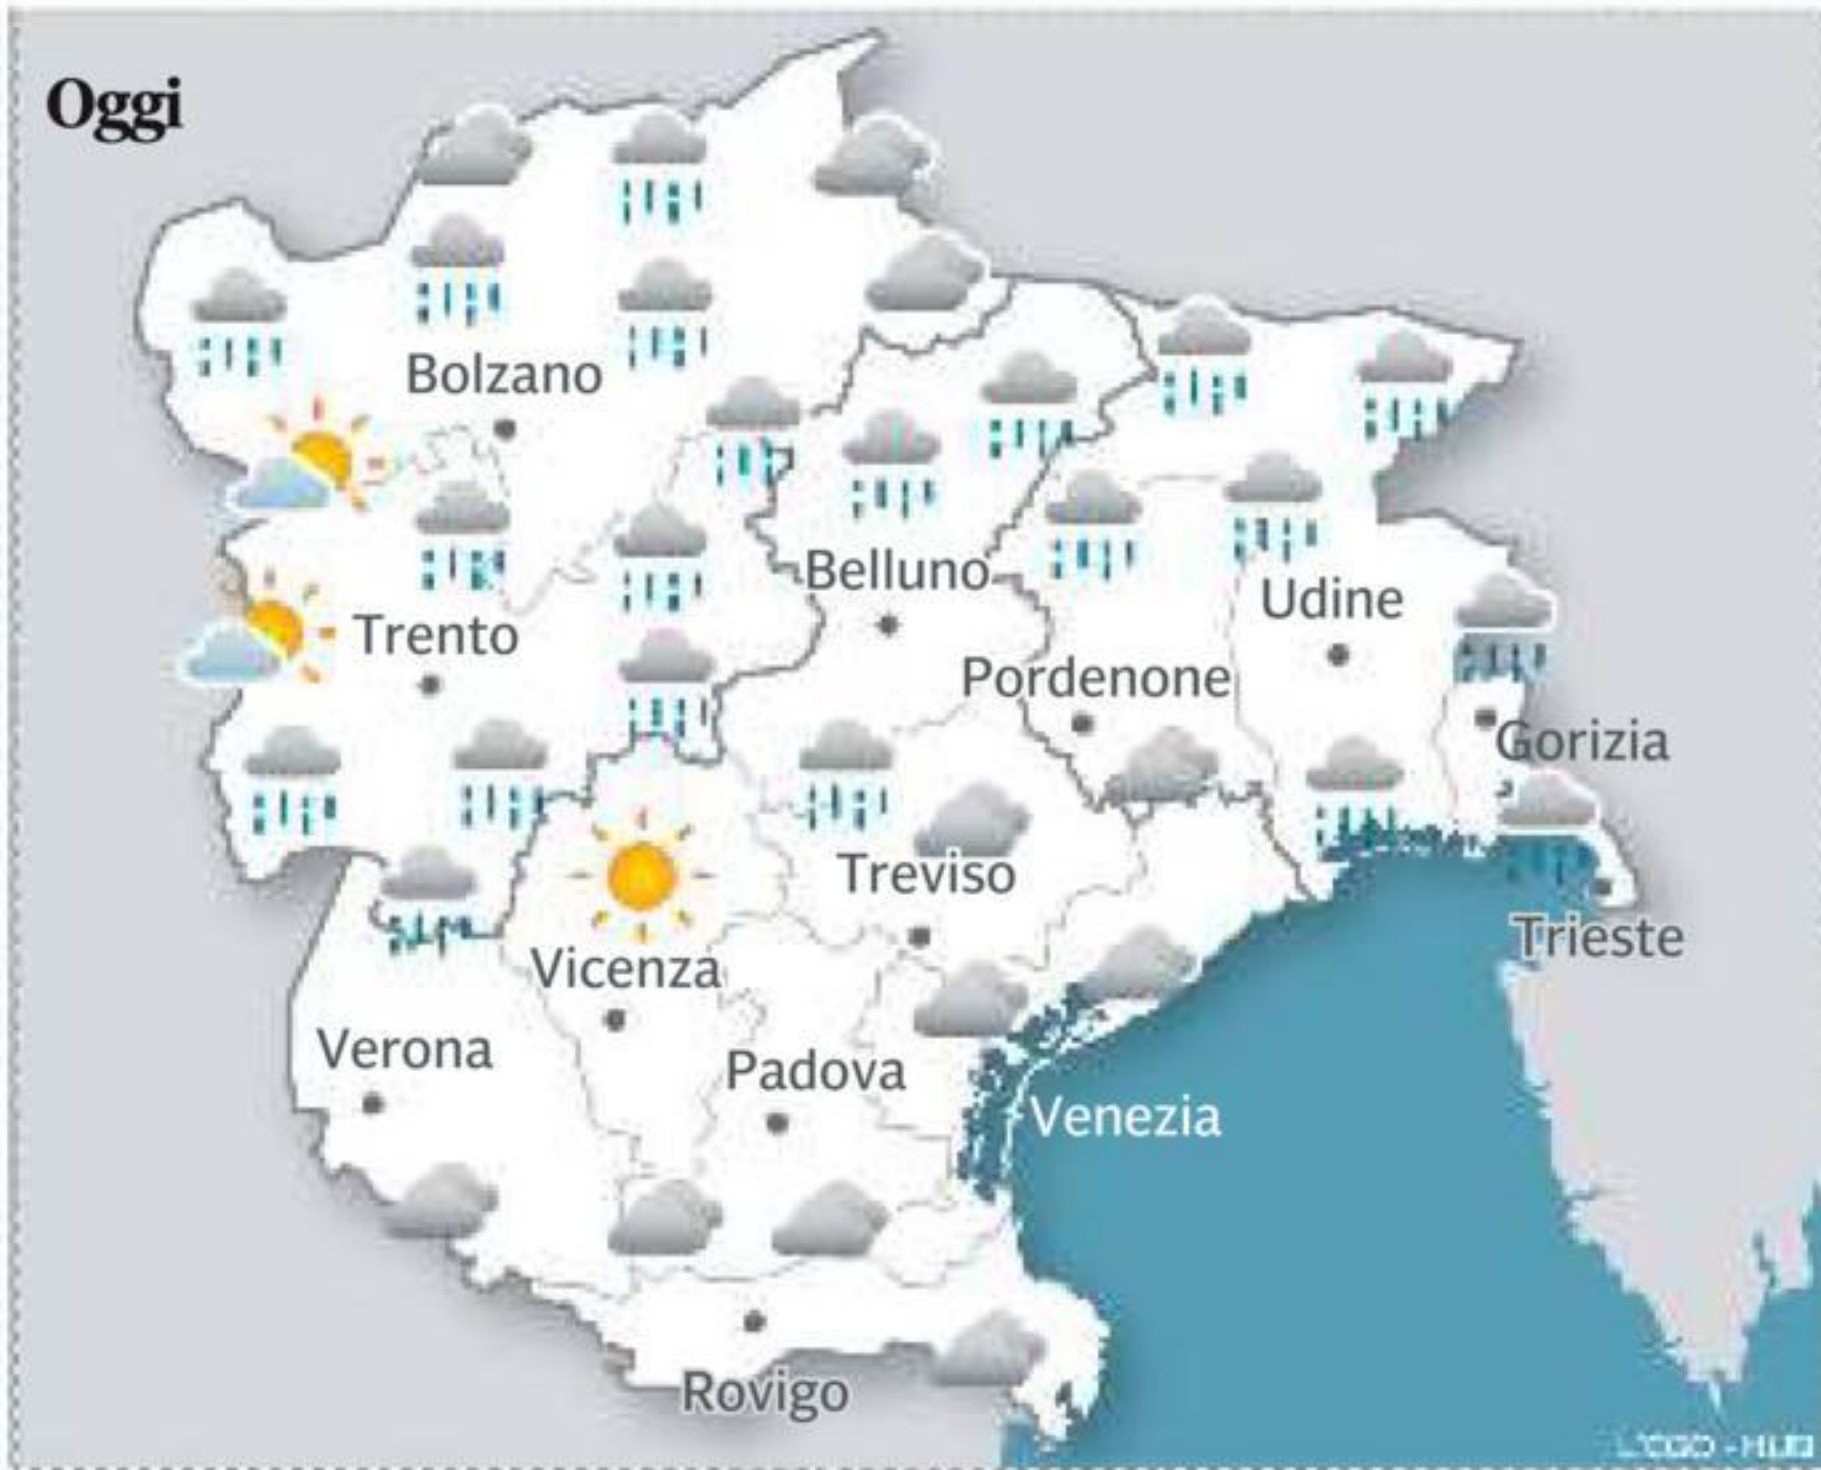 Oggi
Bolzano
Belluno
Udine
Trento
Pordenone
Gorizia
Treviso
Trieste
Vicenza
Verona
Padova
Venezia
Rovigo